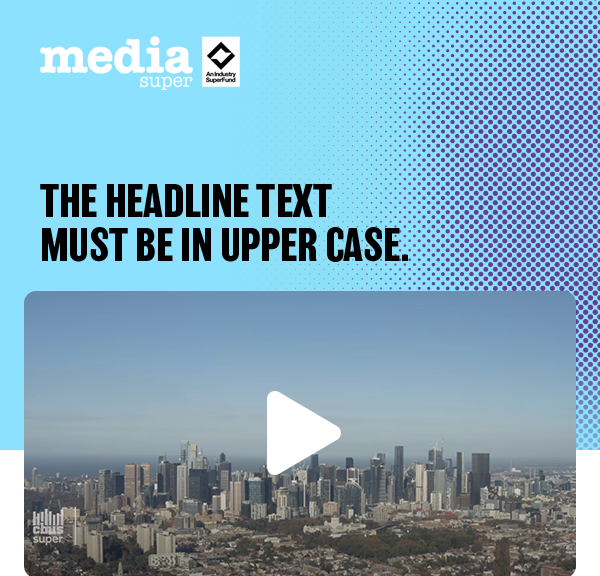 media
super
An Industry
SuperFund
THE HEADLINE TEXT
MUST BE IN UPPER CASE.
cbus
super